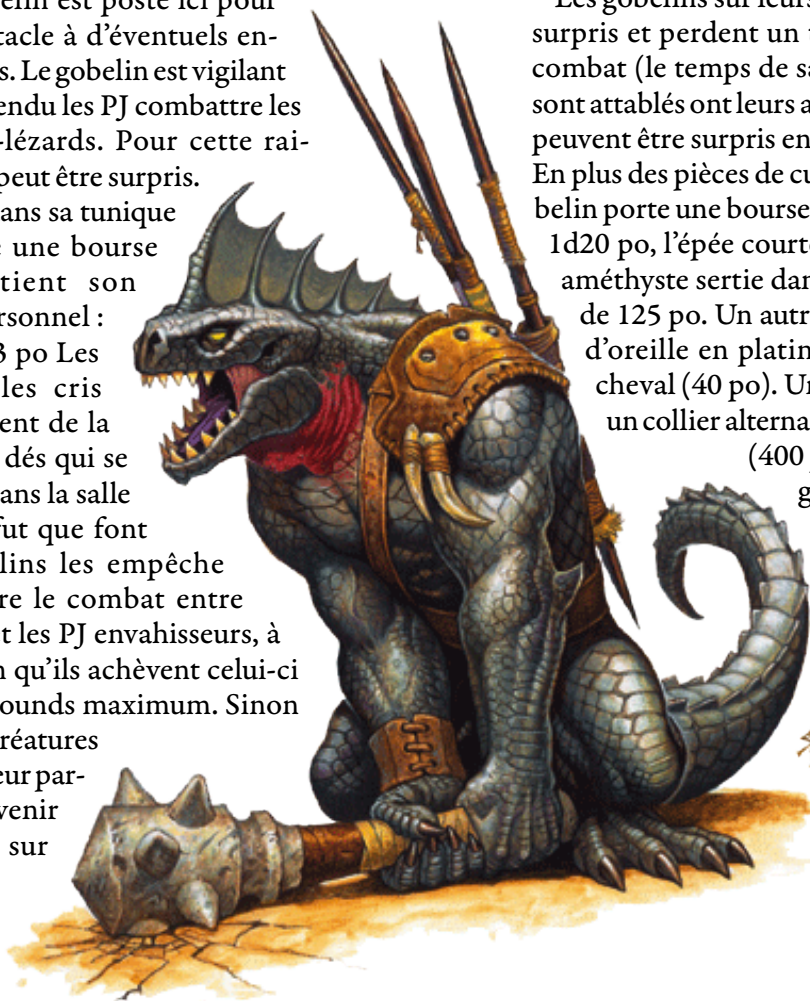 elin est posté ici pour
tacle à d'éventuels en-
s. Le gobelin est vigilant
endu les PJ combattre les
-lézards. Pour cette rai-
peut être surpris.
ans sa tunique
une bourse
tient son
rsonnel :
3 po Les
les cris
ent de la
dés qui se
ans la salle
fut que font
lins les empêche
re le combat entre
t les PJ envahisseurs, à
n qu'ils achèvent celui-ci
ounds maximum. Sinon
réatures
eur par-
venir
sur
Les gobelins sur leurs
surpris et perdent un
combat (le temps de sa
sont attablés ont leurs a
peuvent être surpris en
En plus des pièces de cu
belin porte une bourse
1d20 po, l'épée court
améthyste sertie dan
de 125 po. Un autr
d'oreille en platin
cheval (40 po). Un
un collier alterna
(400
g